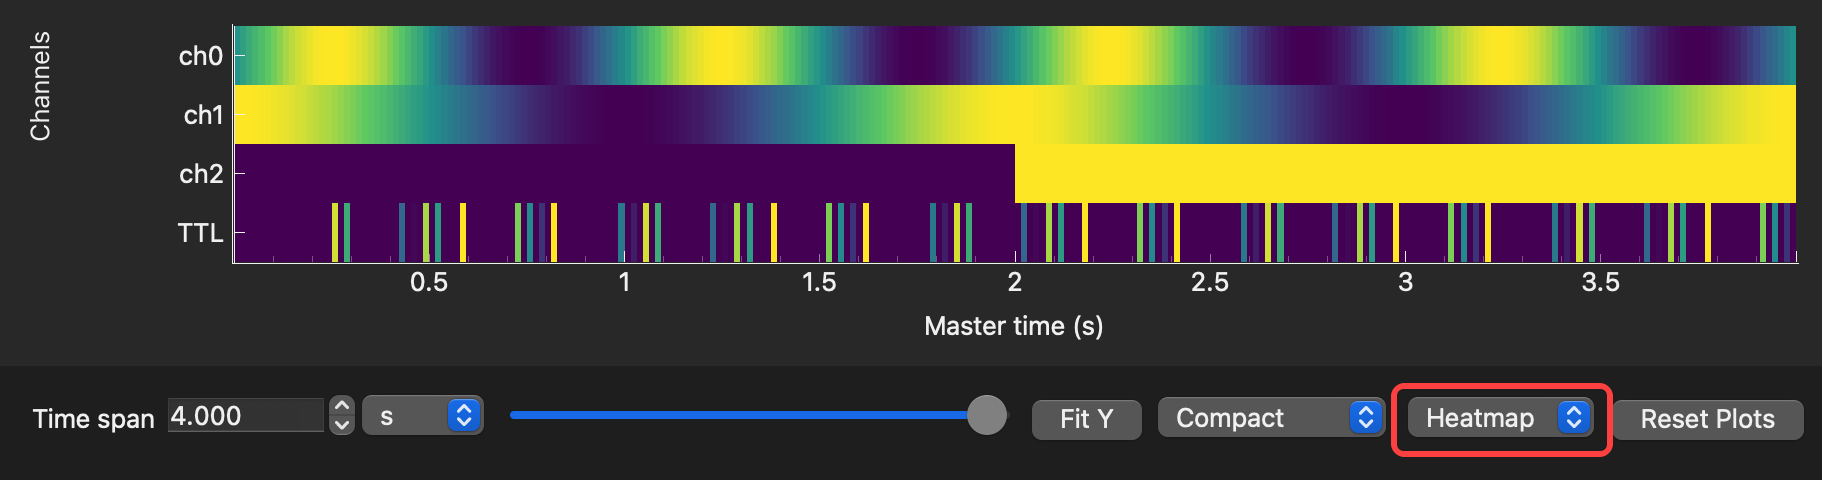 Channels
ch0
ch1
ch2
TTL
0.5 1 1.5 2 2.5 3 3.5
Master time (s)
Time span 4.000 s Fit Y Compact Heatmap Reset Plots